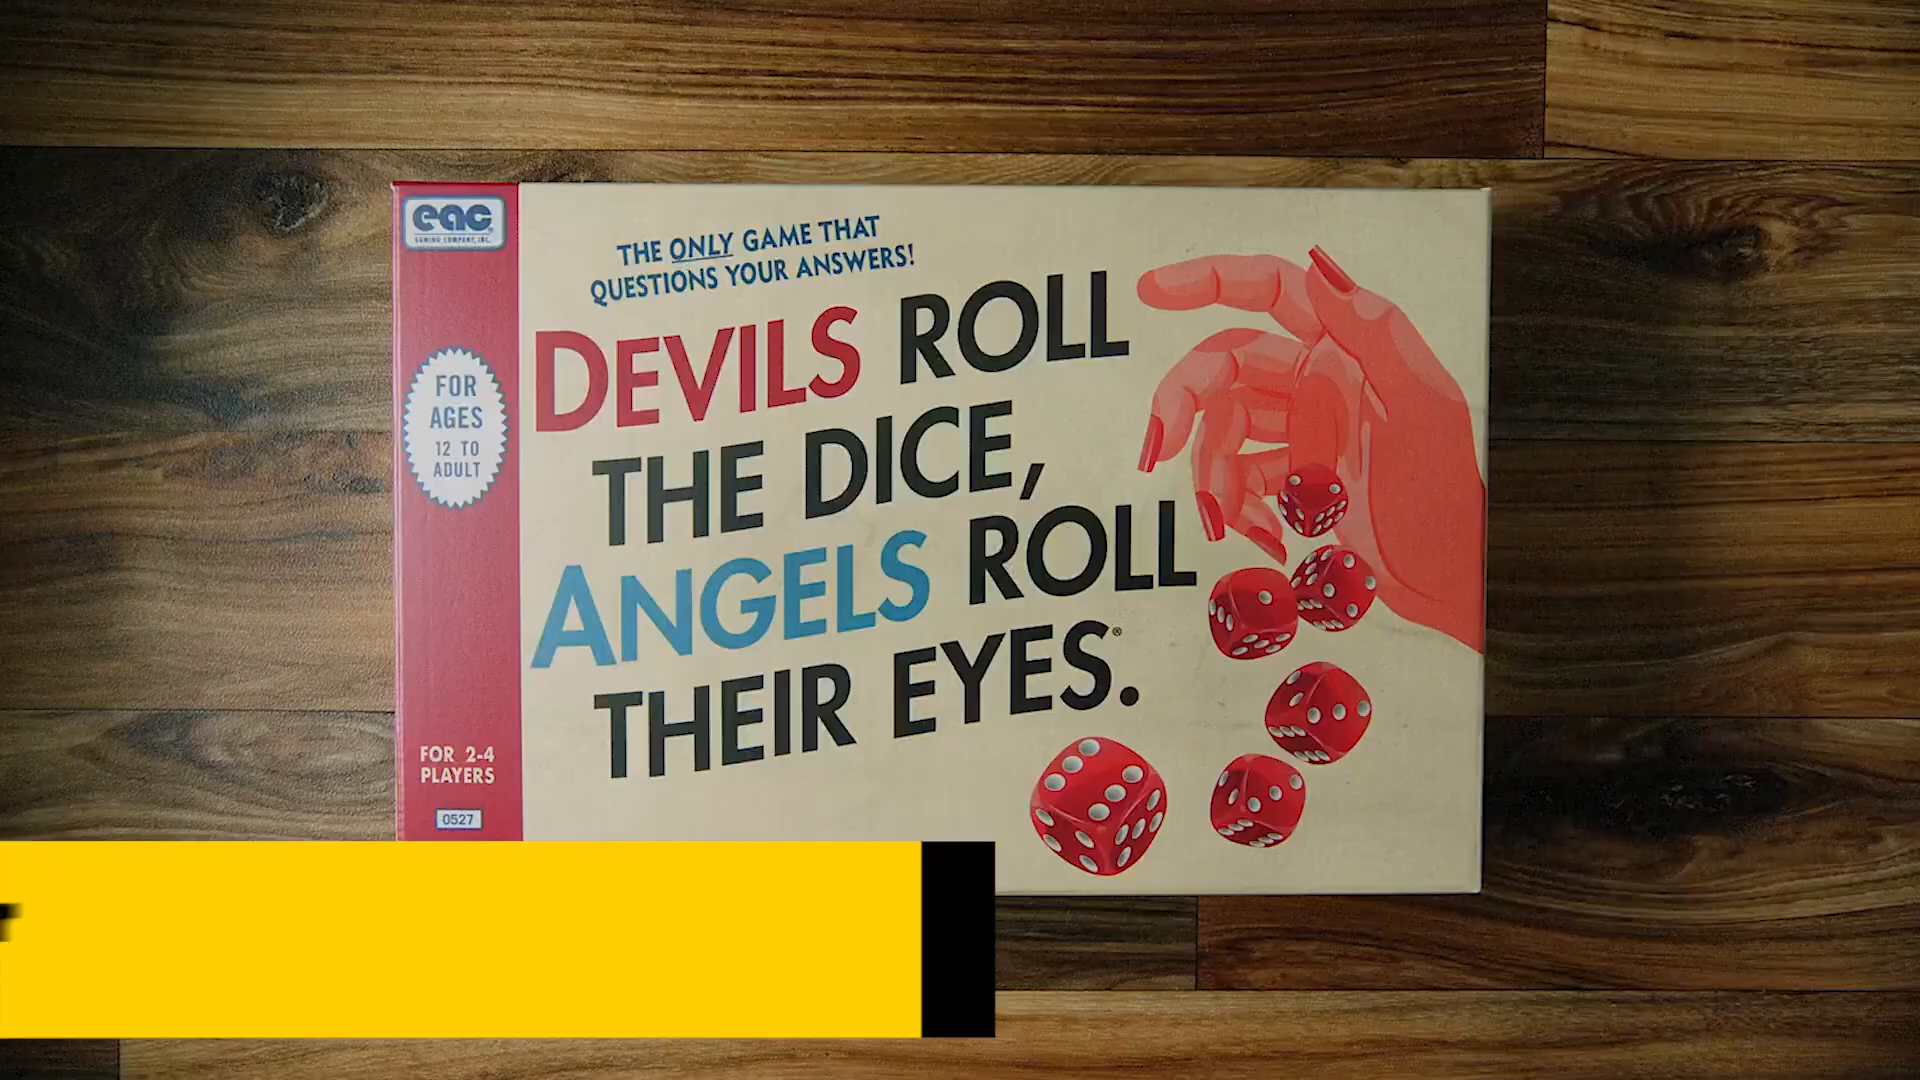 eac
GAMING COMPANY, INC.
THE ONLY GAME THAT
QUESTIONS YOUR ANSWERS!
DEVILS ROLL
THE DICE,
ANGELS ROLL
THEIR EYES.®
FOR
AGES
12 TO
ADULT
FOR 2-4
PLAYERS
0527